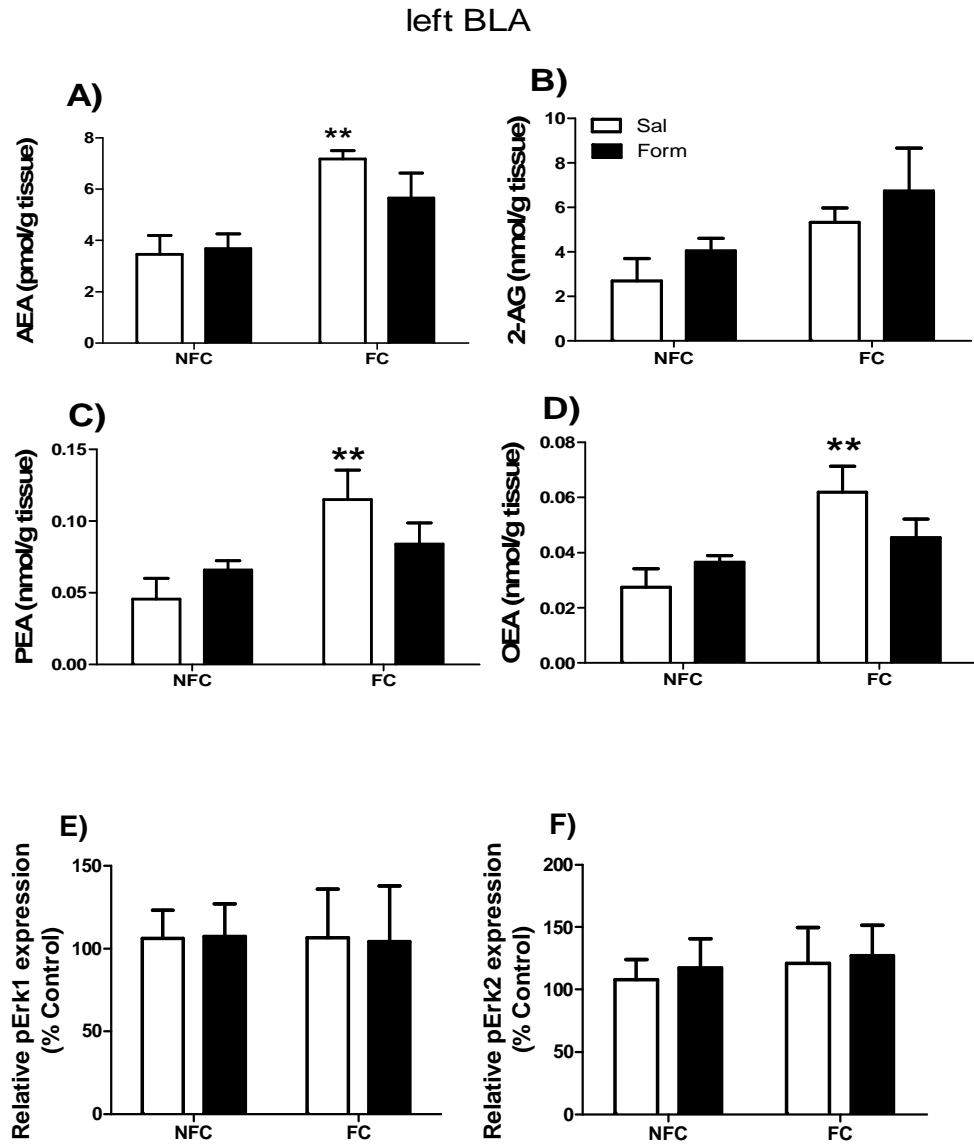 left BLA
A)
AEA (pmol/g tissue)
8
6
4
2
0
**
NFC
FC
B)
2-AG (nmol/g tissue)
10
8
6
4
2
0
Sal
Form
NFC
FC
C)
PEA (nmol/g tissue)
0.15
0.10
0.05
0.00
**
NFC
FC
D)
OEA (nmol/g tissue)
0.08
0.06
0.04
0.02
0.00
**
NFC
FC
E)
Relative pErk1 expression
(% Control)
150
100
50
0
NFC
FC
F)
Relative pErk2 expression
(% Control)
200
150
100
50
0
NFC
FC